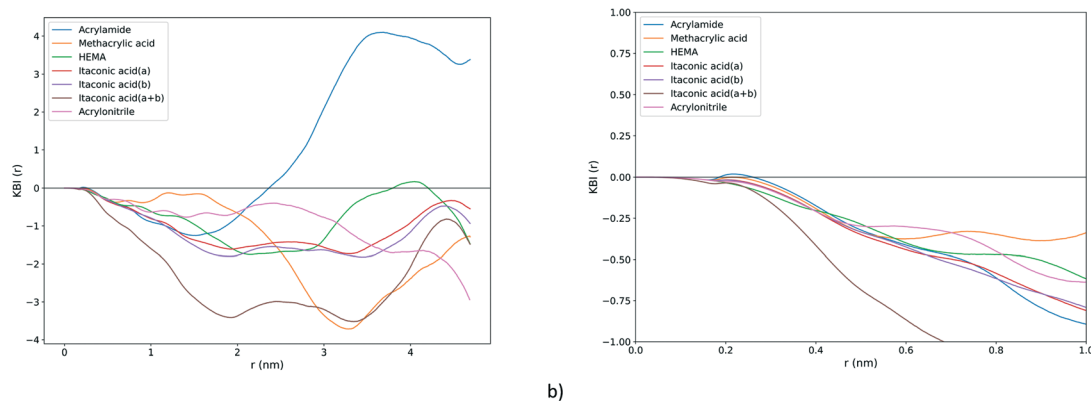 Acrylamide
Methacrylic acid
HEMA
Itaconic acid(a)
Itaconic acid(b)
Itaconic acid(a+b)
Acrylonitrile
KBI (r)
4
3
2
1
0
−1
−2
−3
−4
0
1
2
3
4
r (nm)
Acrylamide
Methacrylic acid
HEMA
Itaconic acid(a)
Itaconic acid(b)
Itaconic acid(a+b)
Acrylonitrile
KBI (r)
1.00
0.75
0.50
0.25
0.00
−0.25
−0.50
−0.75
−1.00
0.0
0.2
0.4
0.6
0.8
1.0
r (nm)
b)